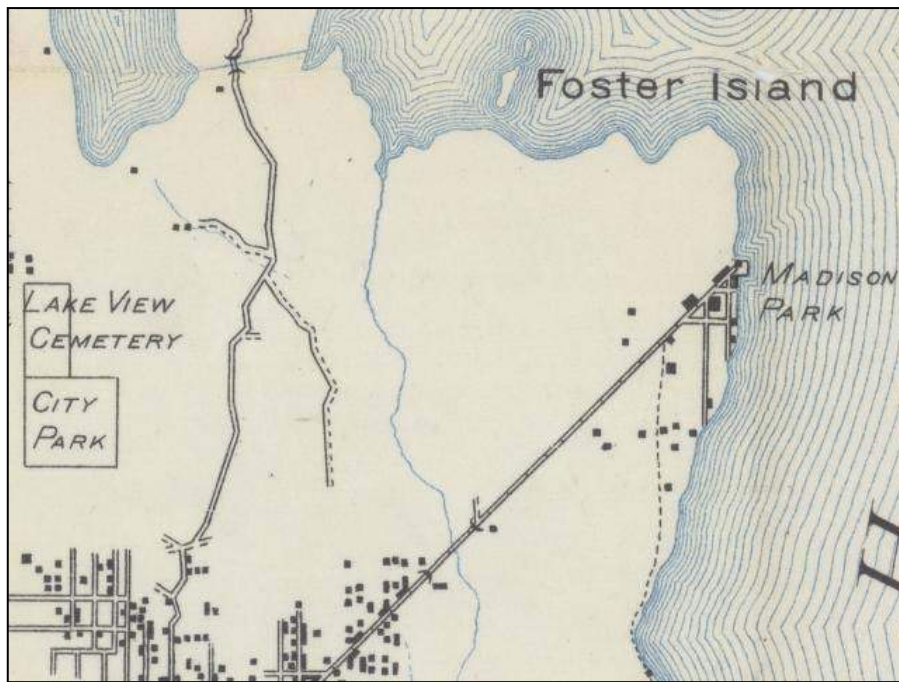 Foster Island
MADISON
PARK
LAKE VIEW
CEMETERY
CITY
PARK
H